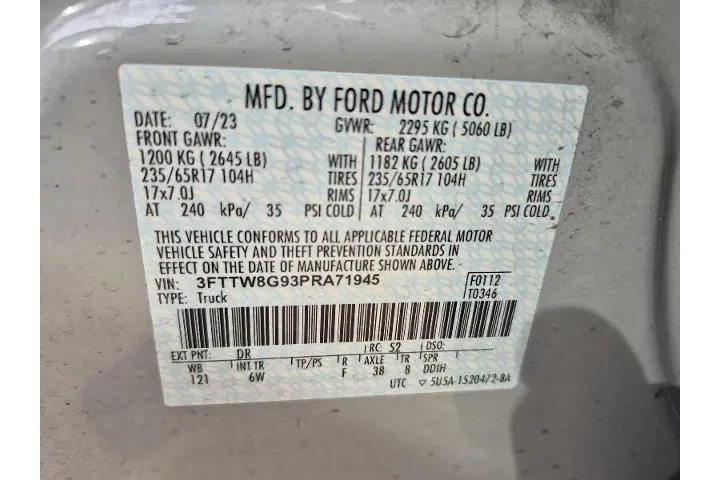 MFD. BY FORD MOTOR CO.
DATE: 07/23 GVWR: 2295 KG ( 5060 LB)
FRONT GAWR: REAR GAWR:
1200 KG ( 2645 LB) WITH 1182 KG ( 2605 LB) WITH
235/65R17 104H TIRES 235/65R17 104H TIRES
17x7.0J RIMS 17x7.0J RIMS
AT 240 kPa/ 35 PSI COLD AT 240 kPa/ 35 PSI COLD
THIS VEHICLE CONFORMS TO ALL APPLICABLE FEDERAL MOTOR
VEHICLE SAFETY AND THEFT PREVENTION STANDARDS IN
EFFECT ON THE DATE OF MANUFACTURE SHOWN ABOVE.
VIN: 3FTTW8G93PRA71945 F0112
TYPE: Truck T0346
EXT PNT: DR RC: 52 DSO:
WB INT TR TP/PS R AXLE TR SPR
121 6W F 38 8 DDIH
UTC ▽ 5U5A-1520472-BA